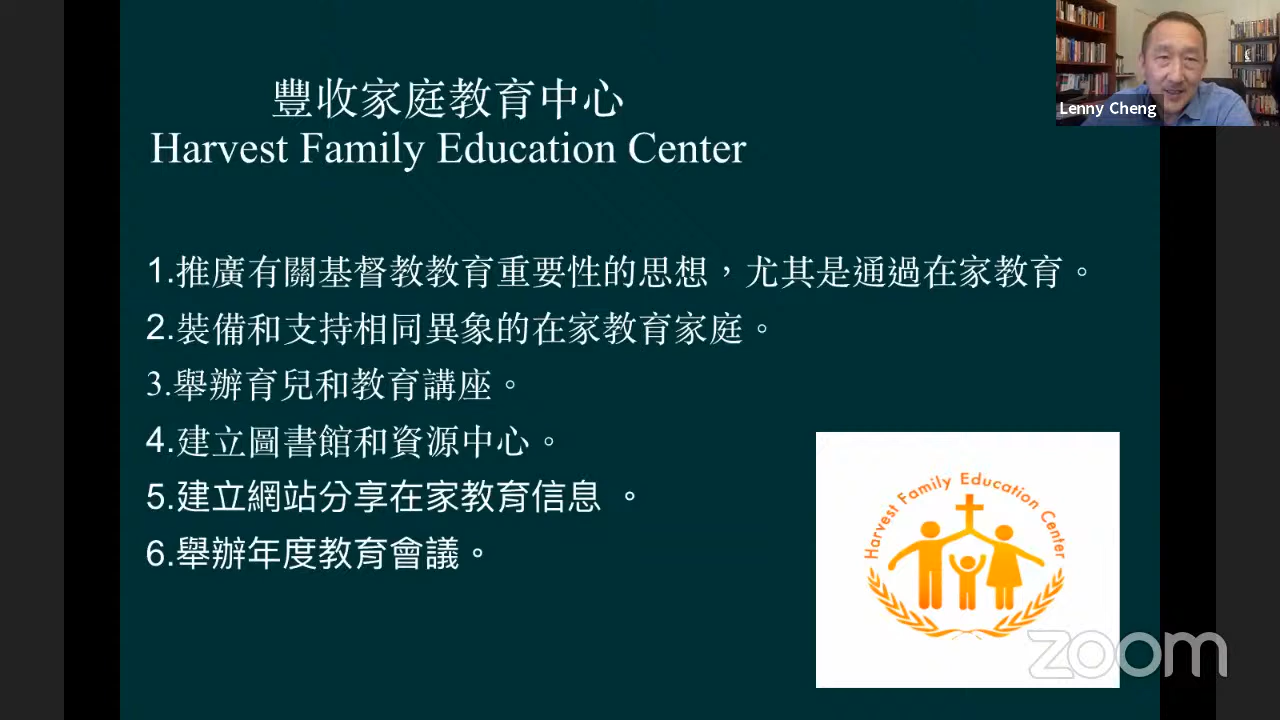 豐收家庭教育中心
Harvest Family Education Center
Lenny Cheng
1.推廣有關基督教教育重要性的思想，尤其是通過在家教育。
2.裝備和支持相同異象的在家教育家庭。
3.舉辦育兒和教育講座。
4.建立圖書館和資源中心。
5.建立網站分享在家教育信息 。
6.舉辦年度教育會議。
Harvest Family Education Center
zoom